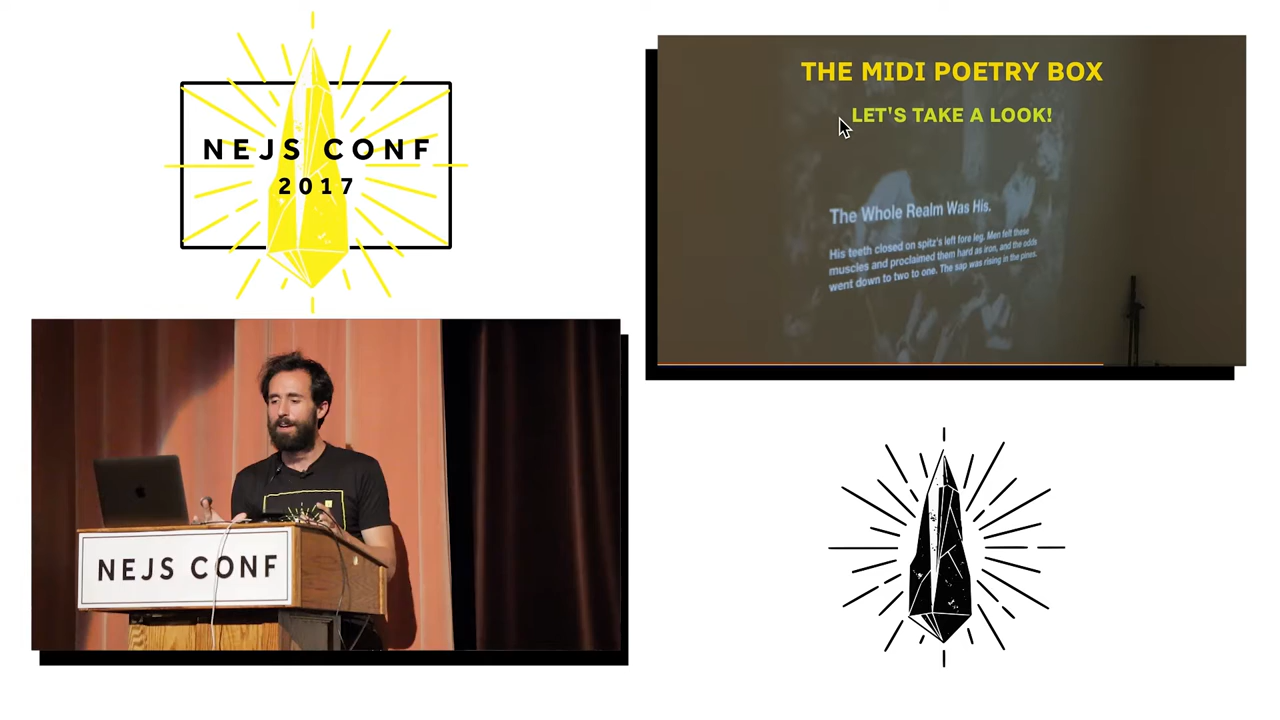 NEJS CONF
2017
THE MIDI POETRY BOX
LET'S TAKE A LOOK!
The Whole Realm Was His.
His teeth closed on spitz's left fore leg. Men felt these
muscles and proclaimed them hard as iron, and the odds
went down to two to one. The sap was rising in the pines.
NEJS CONF